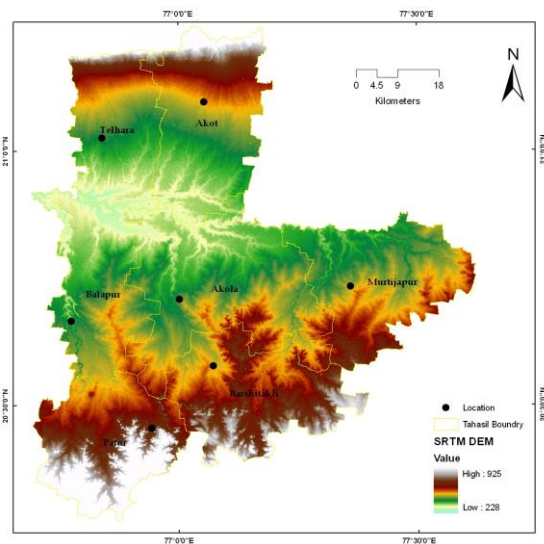 77°0'0"E
77°30'0"E
N
0 4.5 9 18
Kilometers
Akot
Telhara
21°0'0"N
21°0'0"N
Balapur
Akola
Murtijapur
Barshitakli
20°30'0"N
20°30'0"N
Patur
Location
Tahasil Boundry
SRTM DEM
Value
High : 925
Low : 228
77°0'0"E
77°30'0"E